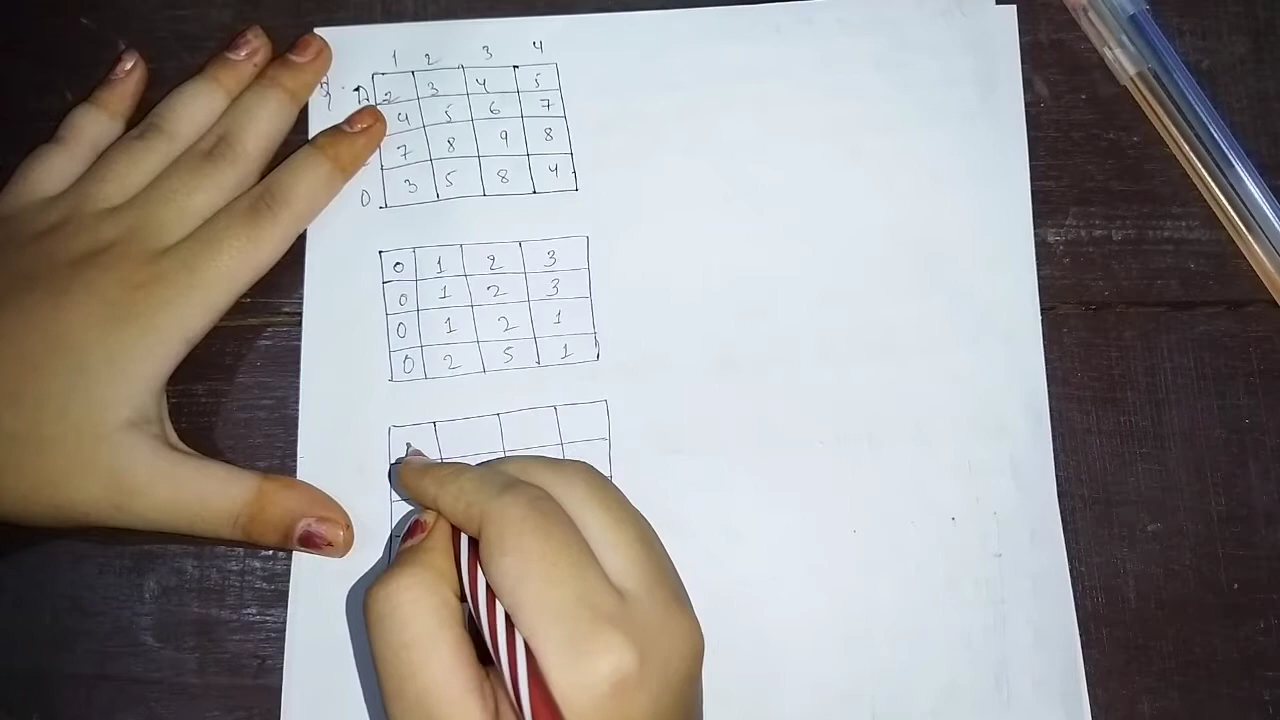 1 2 3 4
A 2 3 4 5
4 5 6 7
7 8 9 8
D 3 5 8 4
0 1 2 3
0 1 2 3
0 1 2 1
0 2 5 1